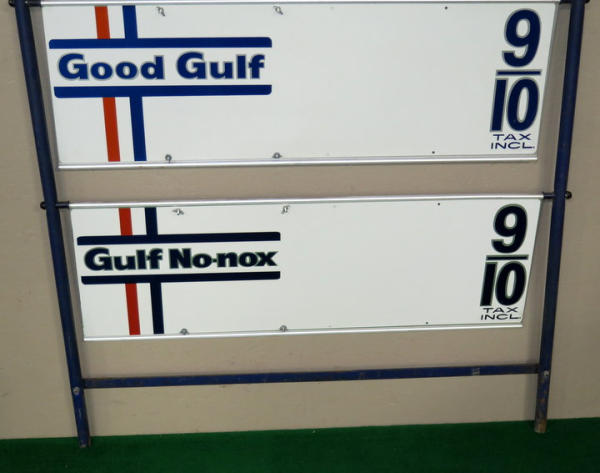 Good Gulf
9
10
TAX
INCL.
Gulf No-nox
9
10
TAX
INCL.